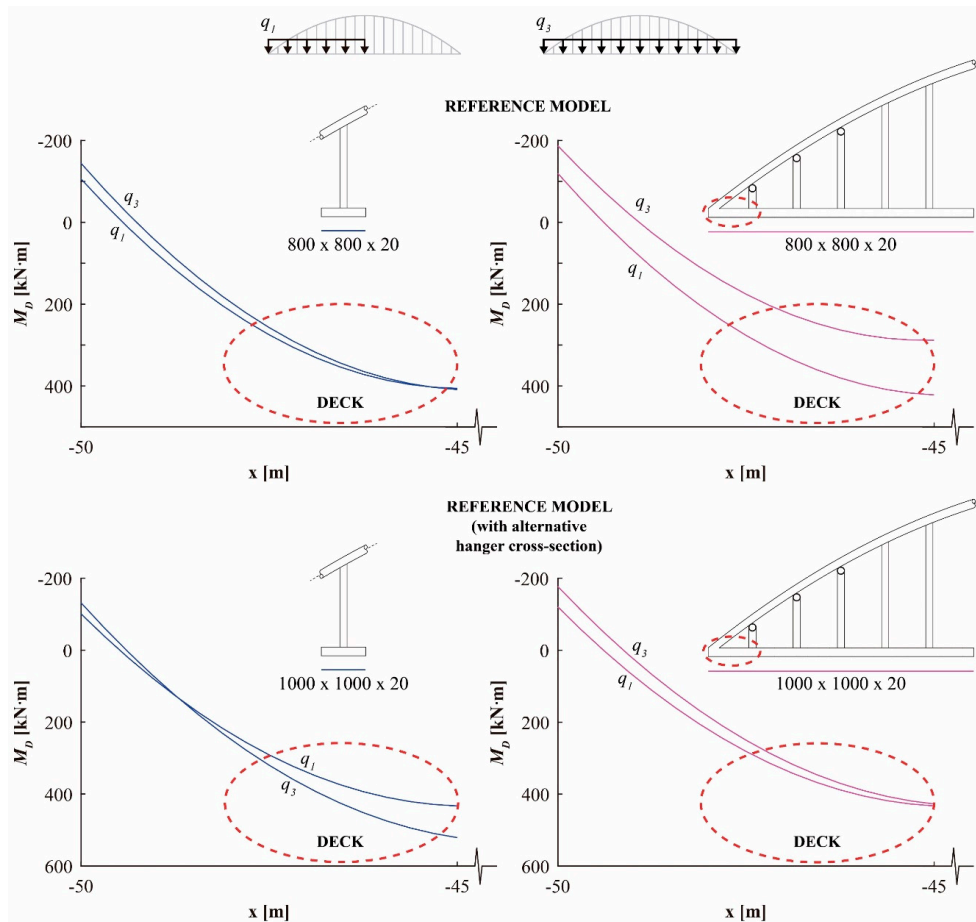 q1
q3
REFERENCE MODEL
-200
0
200
400
MD [kN·m]
q3
q1
800 x 800 x 20
DECK
-50
-45
x [m]
-200
0
200
400
MD [kN·m]
q3
q1
800 x 800 x 20
DECK
-50
-45
x [m]
REFERENCE MODEL
(with alternative
hanger cross-section)
-200
0
200
400
600
MD [kN·m]
q1
q3
1000 x 1000 x 20
DECK
-50
-45
x [m]
-200
0
200
400
600
MD [kN·m]
q3
q1
1000 x 1000 x 20
DECK
-50
-45
x [m]